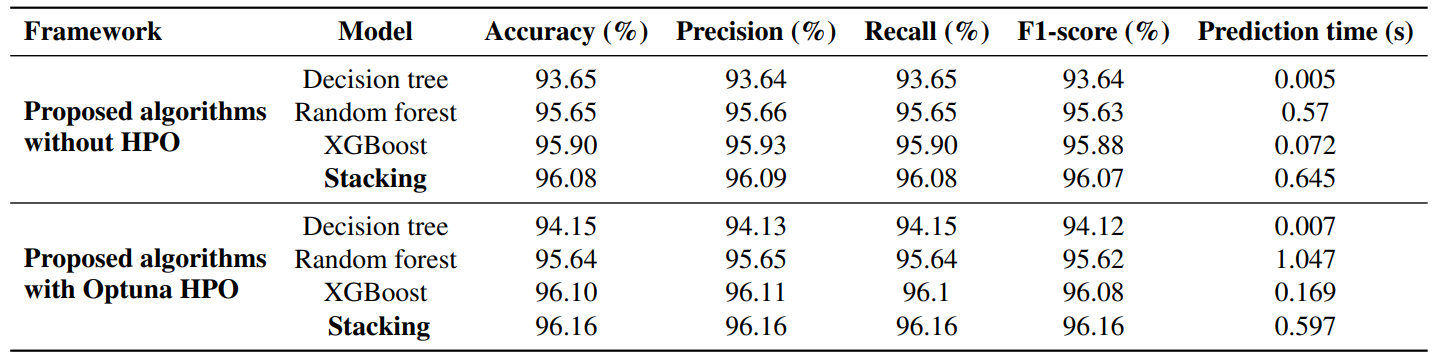 Framework Model Accuracy (%) Precision (%) Recall (%) F1-score (%) Prediction time (s)
Proposed algorithms without HPO
Decision tree 93.65 93.64 93.65 93.64 0.005
Random forest 95.65 95.66 95.65 95.63 0.57
XGBoost 95.90 95.93 95.90 95.88 0.072
Stacking 96.08 96.09 96.08 96.07 0.645
Proposed algorithms with Optuna HPO
Decision tree 94.15 94.13 94.15 94.12 0.007
Random forest 95.64 95.65 95.64 95.62 1.047
XGBoost 96.10 96.11 96.1 96.08 0.169
Stacking 96.16 96.16 96.16 96.16 0.597